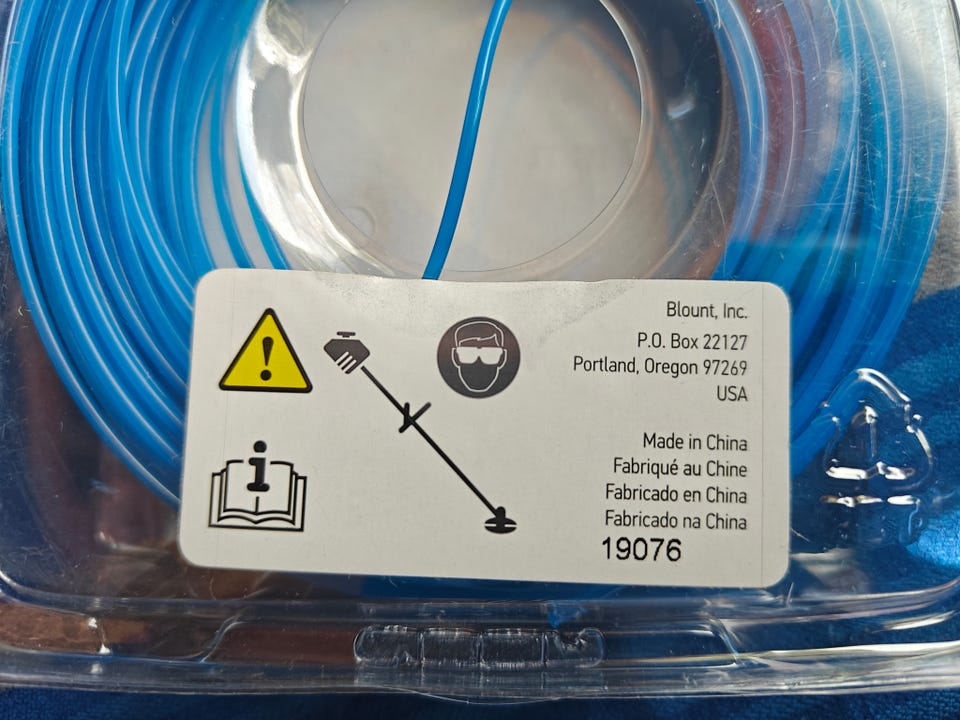 Blount, Inc.
P.O. Box 22127
Portland, Oregon 97269
USA
Made in China
Fabriqué au Chine
Fabricado en China
Fabricado na China
19076